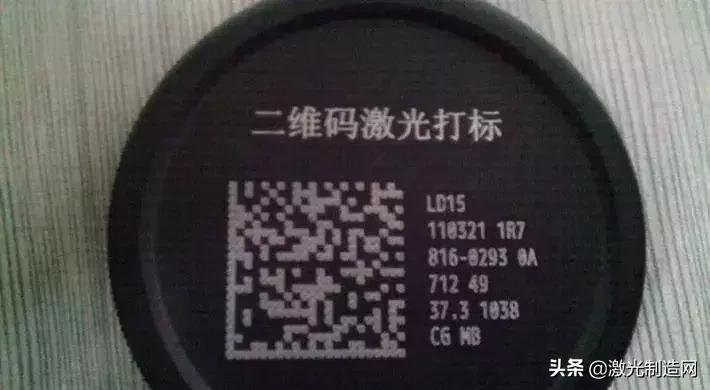 二维码激光打标
LD15
110321 1R7
816-0293 0A
712 49
37.3 1038
CG MB
头条@激光制造网